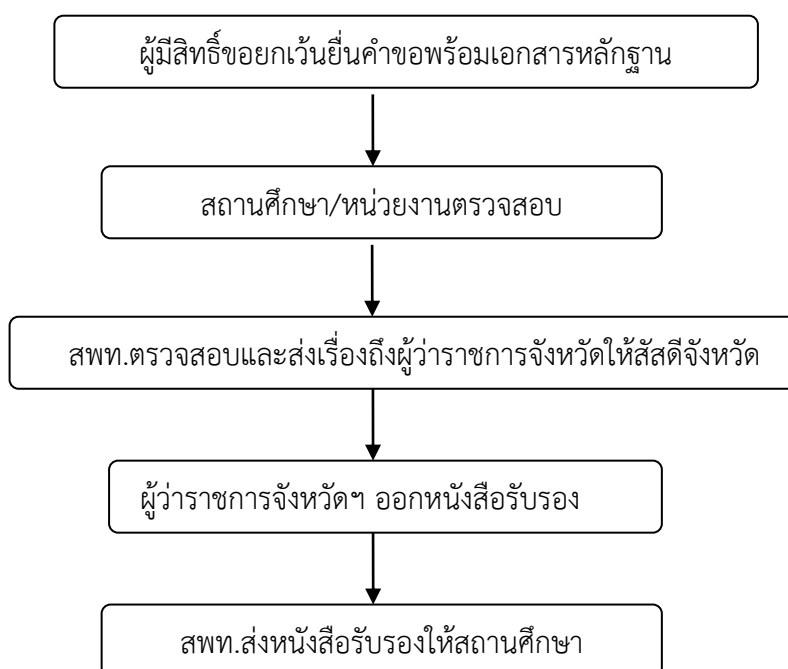 ผู้มีสิทธิ์ขอยกเว้นยื่นคำขอพร้อมเอกสารหลักฐาน
สถานศึกษา/หน่วยงานตรวจสอบ
สพท.ตรวจสอบและส่งเรื่องถึงผู้ว่าราชการจังหวัดให้สัสดีจังหวัด
ผู้ว่าราชการจังหวัดฯ ออกหนังสือรับรอง
สพท.ส่งหนังสือรับรองให้สถานศึกษา